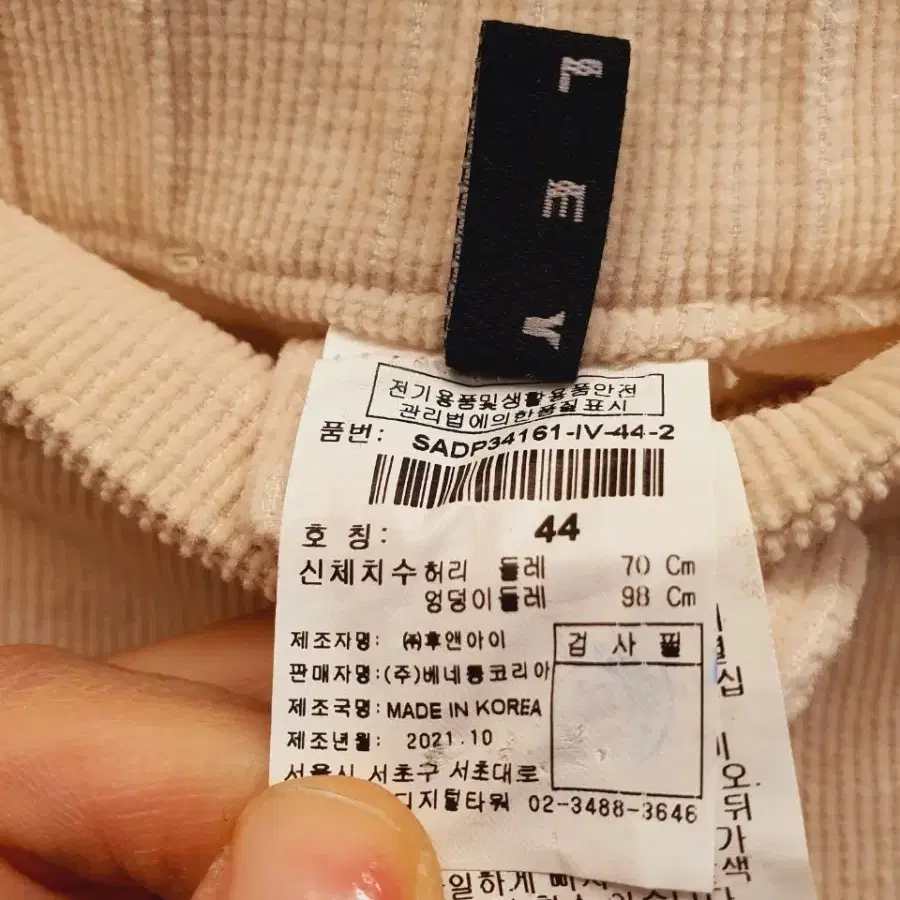 L E Y
전기용품및생활용품안전
관리법에의한품질표시
품번: SADP34161-IV-44-2
호 칭: 44
신체치수 허리 둘레 70 Cm
엉덩이둘레 98 Cm
제조자명: ㈜후앤아이
판매자명:(주)베네통코리아
제조국명: MADE IN KOREA
제조년월: 2021.10
검 사 필
서울시 서초구 서초대로
디지털타워 02-3488-3646
십
오.
뒤
가
색